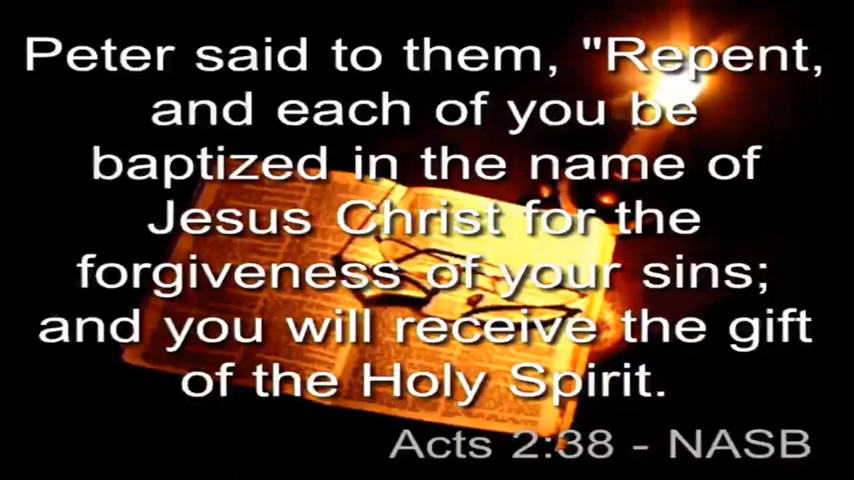 Peter said to them, "Repent,
and each of you be
baptized in the name of
Jesus Christ for the
forgiveness of your sins;
and you will receive the gift
of the Holy Spirit.
Acts 2:38 - NASB